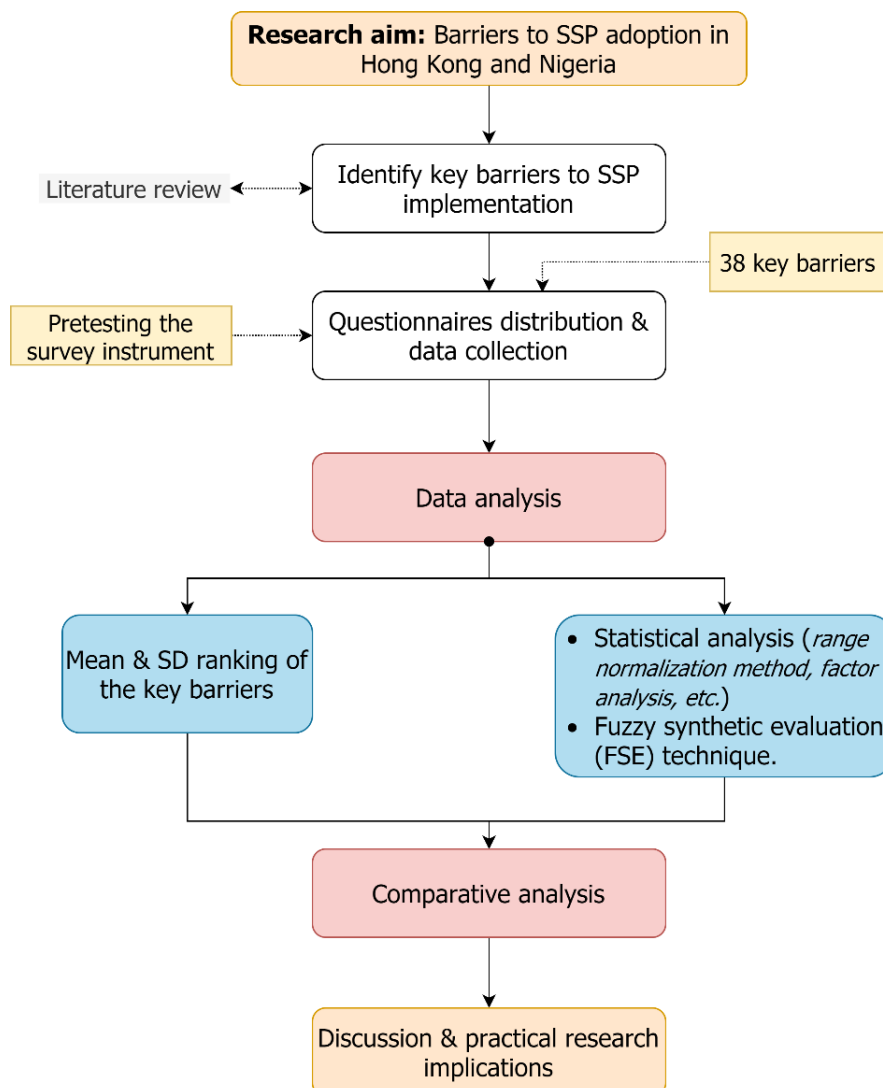 Research aim: Barriers to SSP adoption in
Hong Kong and Nigeria
Literature review
Identify key barriers to SSP
implementation
38 key barriers
Pretesting the
survey instrument
Questionnaires distribution &
data collection
Data analysis
Mean & SD ranking of
the key barriers
• Statistical analysis (range
normalization method, factor
analysis, etc.)
• Fuzzy synthetic evaluation
(FSE) technique.
Comparative analysis
Discussion & practical research
implications